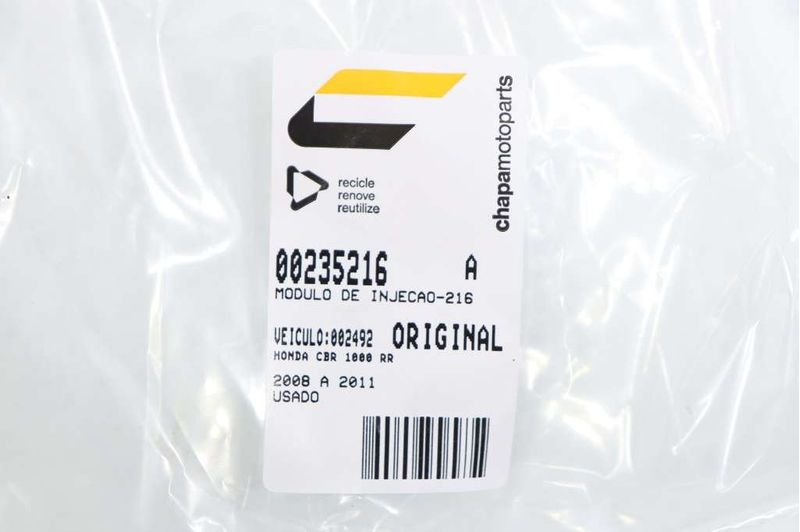 chapamotoparts
recicle
renove
reutilize
00235216 A
MODULO DE INJECAO-216
VEICULO:002492 ORIGINAL
HONDA CBR 1000 RR
2008 A 2011
USADO